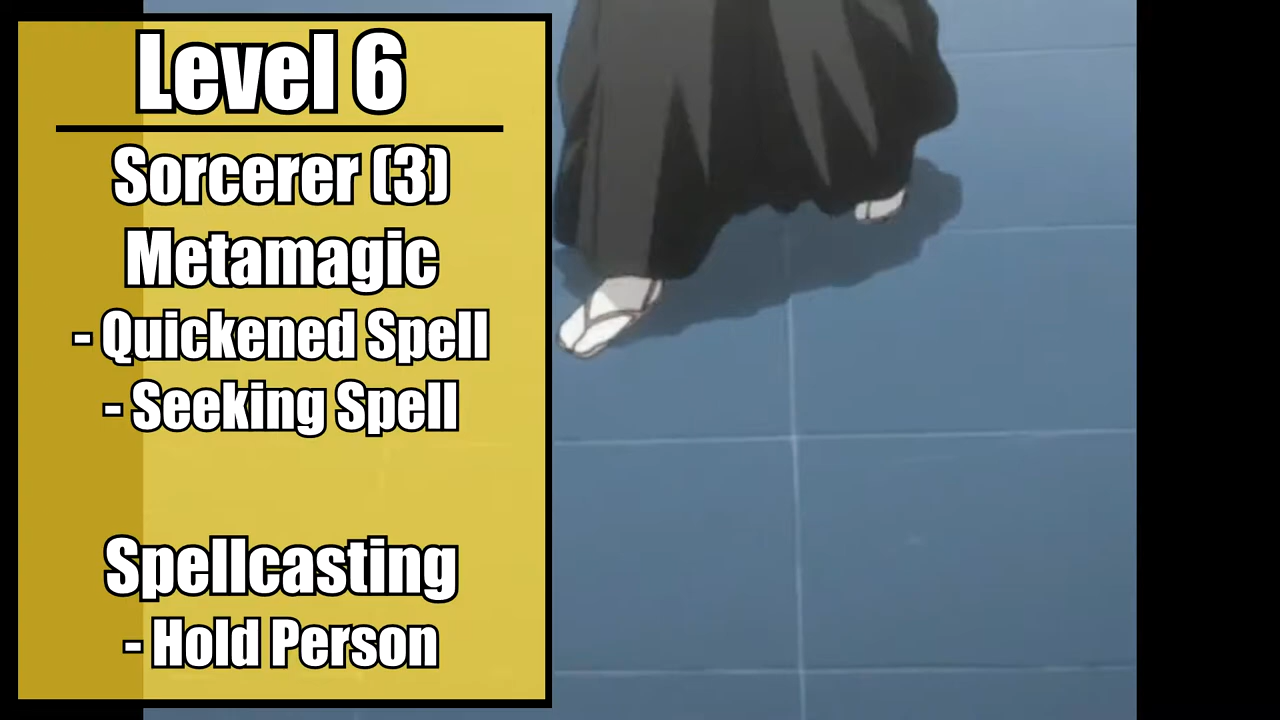 Level 6
Sorcerer (3)
Metamagic
- Quickened Spell
- Seeking Spell
Spellcasting
- Hold Person